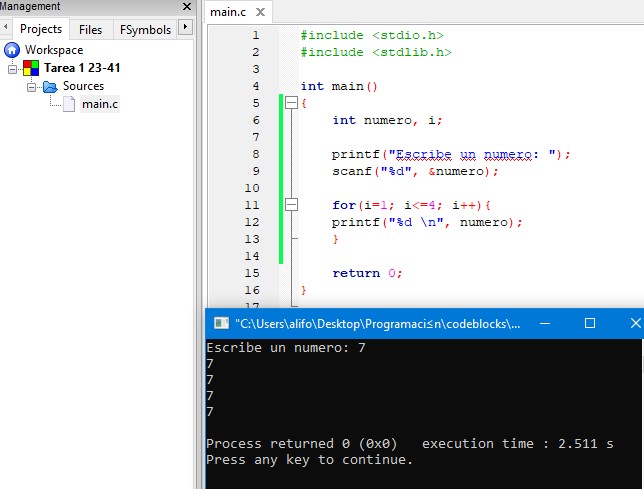 Management
Projects Files FSymbols
Workspace
Tarea 1 23-41
Sources
main.c
main.c
1 #include <stdio.h>
2 #include <stdlib.h>
3
4 int main()
5 {
6 int numero, i;
7
8 printf("Escribe un numero: ");
9 scanf("%d", &numero);
10
11 for(i=1; i<=4; i++){
12 printf("%d \n", numero);
13 }
14
15 return 0;
16 }
17
"C:\Users\alifo\Desktop\Programaci≤n\codeblocks\...
Escribe un numero: 7
7
7
7
7
Process returned 0 (0x0) execution time : 2.511 s
Press any key to continue.